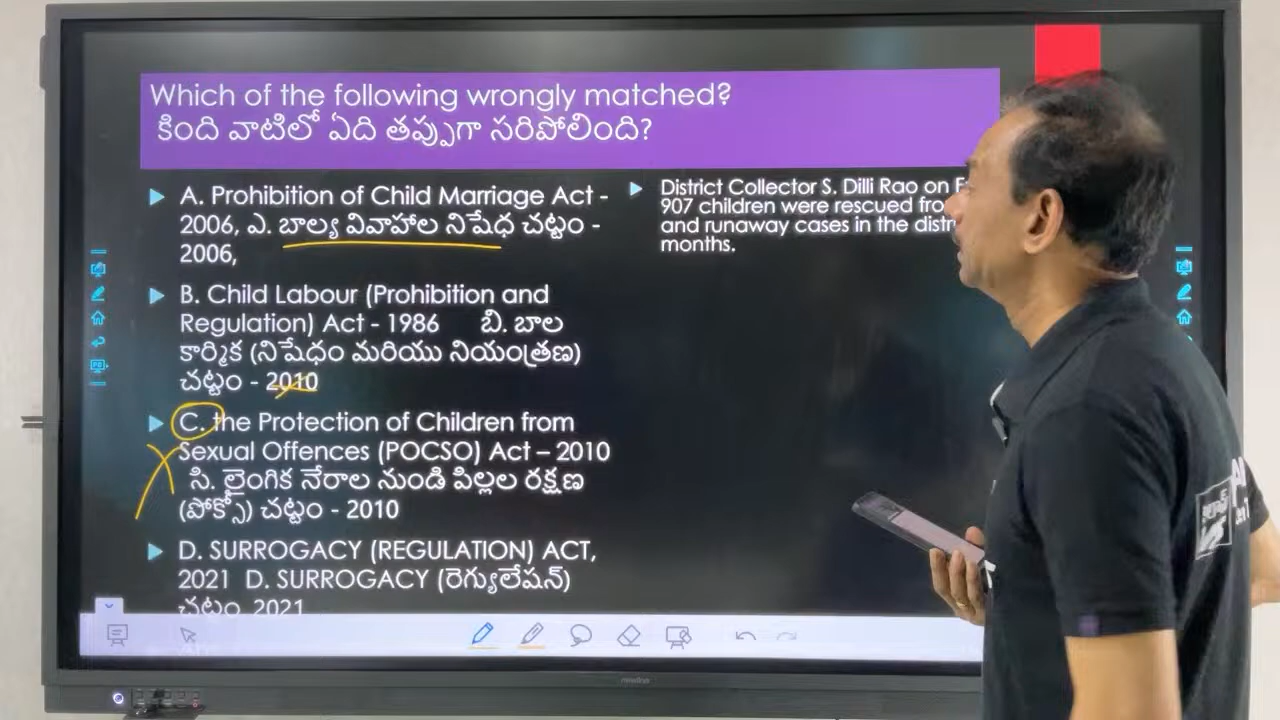 Which of the following wrongly matched?
కింది వాటిలో ఏది తప్పుగా సరిపోలింది?
A. Prohibition of Child Marriage Act -
2006, ఎ. బాల్య వివాహాల నిషేధ చట్టం -
2006,
B. Child Labour (Prohibition and
Regulation) Act - 1986 బి. బాల
కార్మిక (నిషేధం మరియు నియంత్రణ)
చట్టం - 2010
C. the Protection of Children from
Sexual Offences (POCSO) Act – 2010
సి. లైంగిక నేరాల నుండి పిల్లల రక్షణ
(పోక్సో) చట్టం - 2010
D. SURROGACY (REGULATION) ACT,
2021 D. SURROGACY (రెగ్యులేషన్)
చట్టం, 2021
District Collector S. Dilli Rao on
907 children were rescued
and runaway cases in the
months.